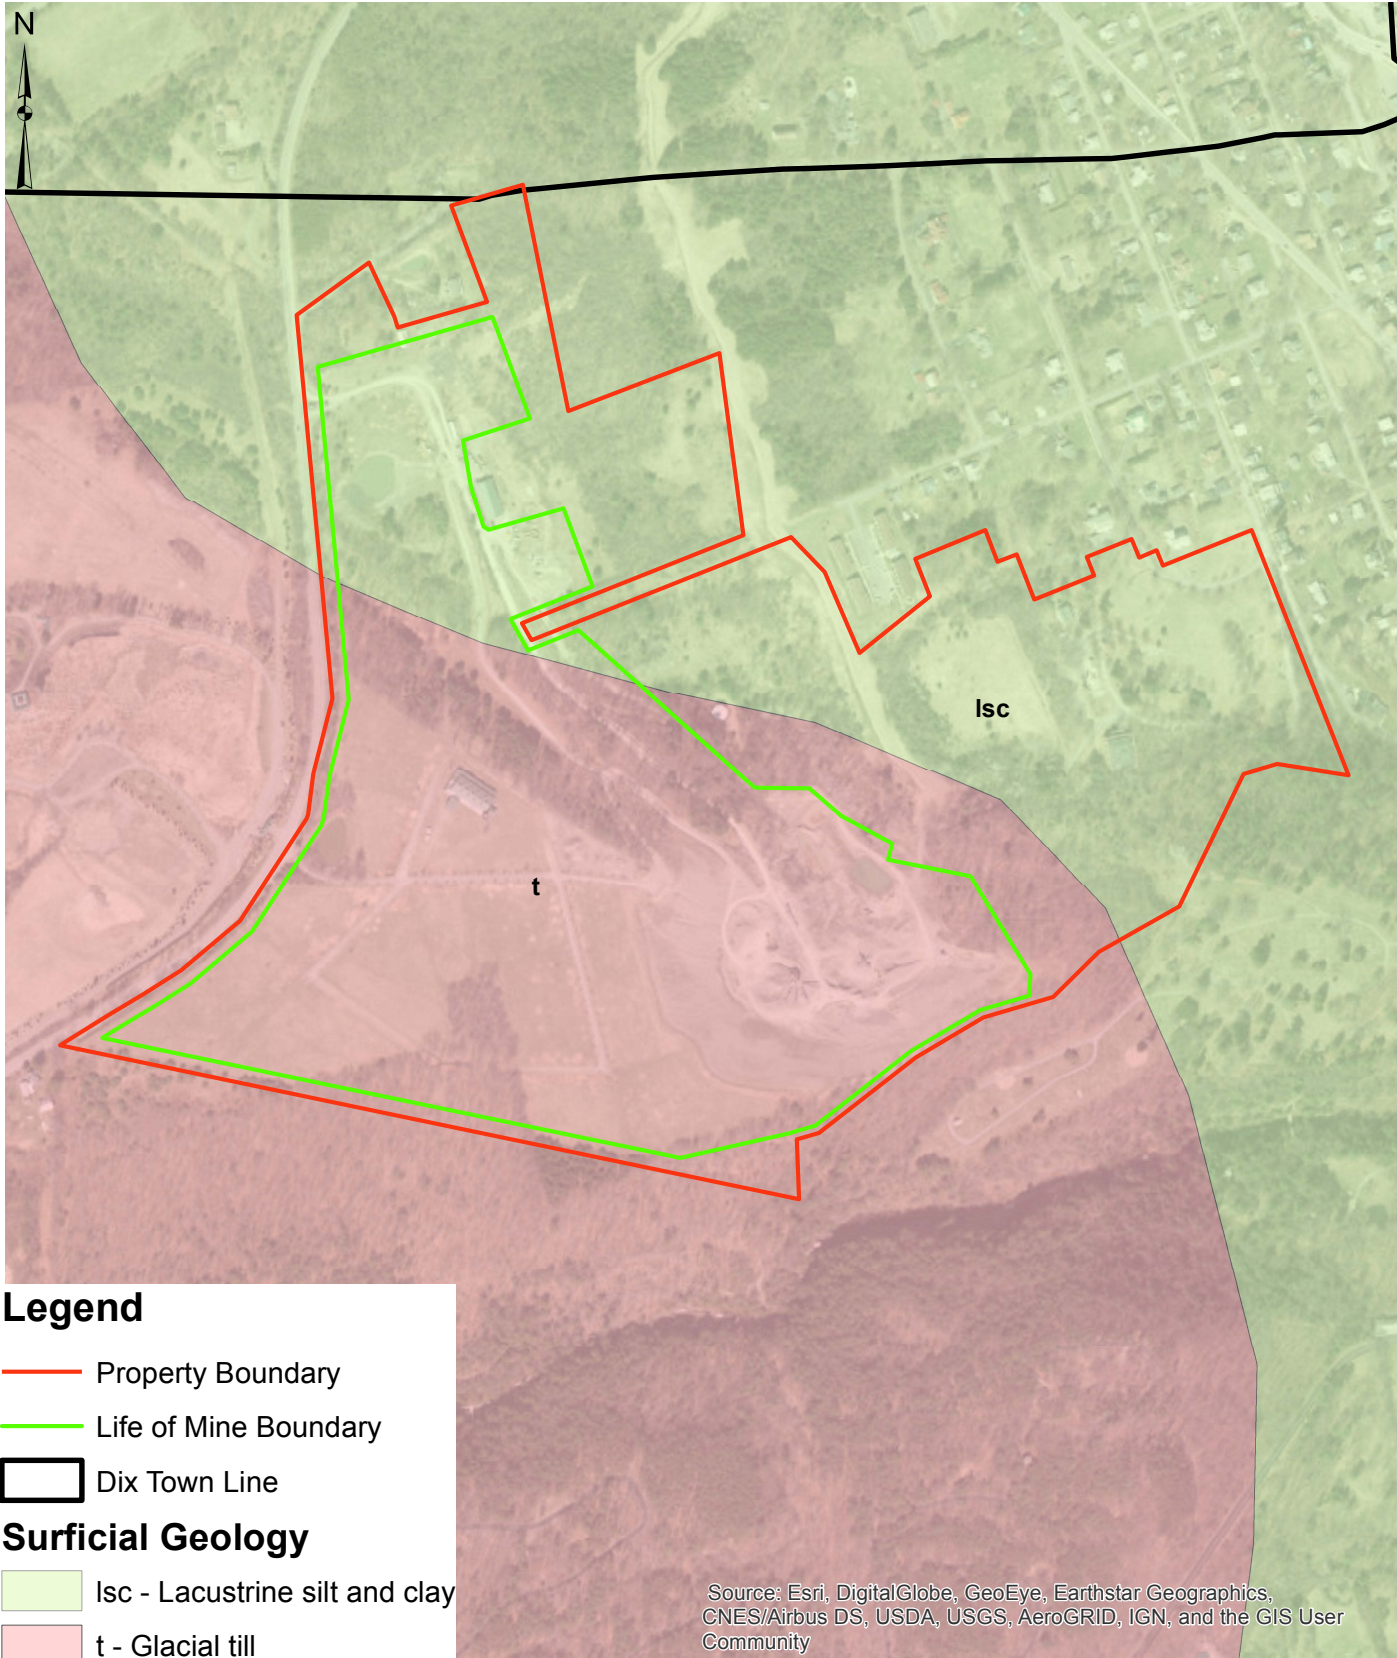 N
lsc
t
Legend
Property Boundary
Life of Mine Boundary
Dix Town Line
Surficial Geology
lsc - Lacustrine silt and clay
t - Glacial till
Source: Esri, DigitalGlobe, GeoEye, Earthstar Geographics,
CNES/Airbus DS, USDA, USGS, AeroGRID, IGN, and the GIS User
Community